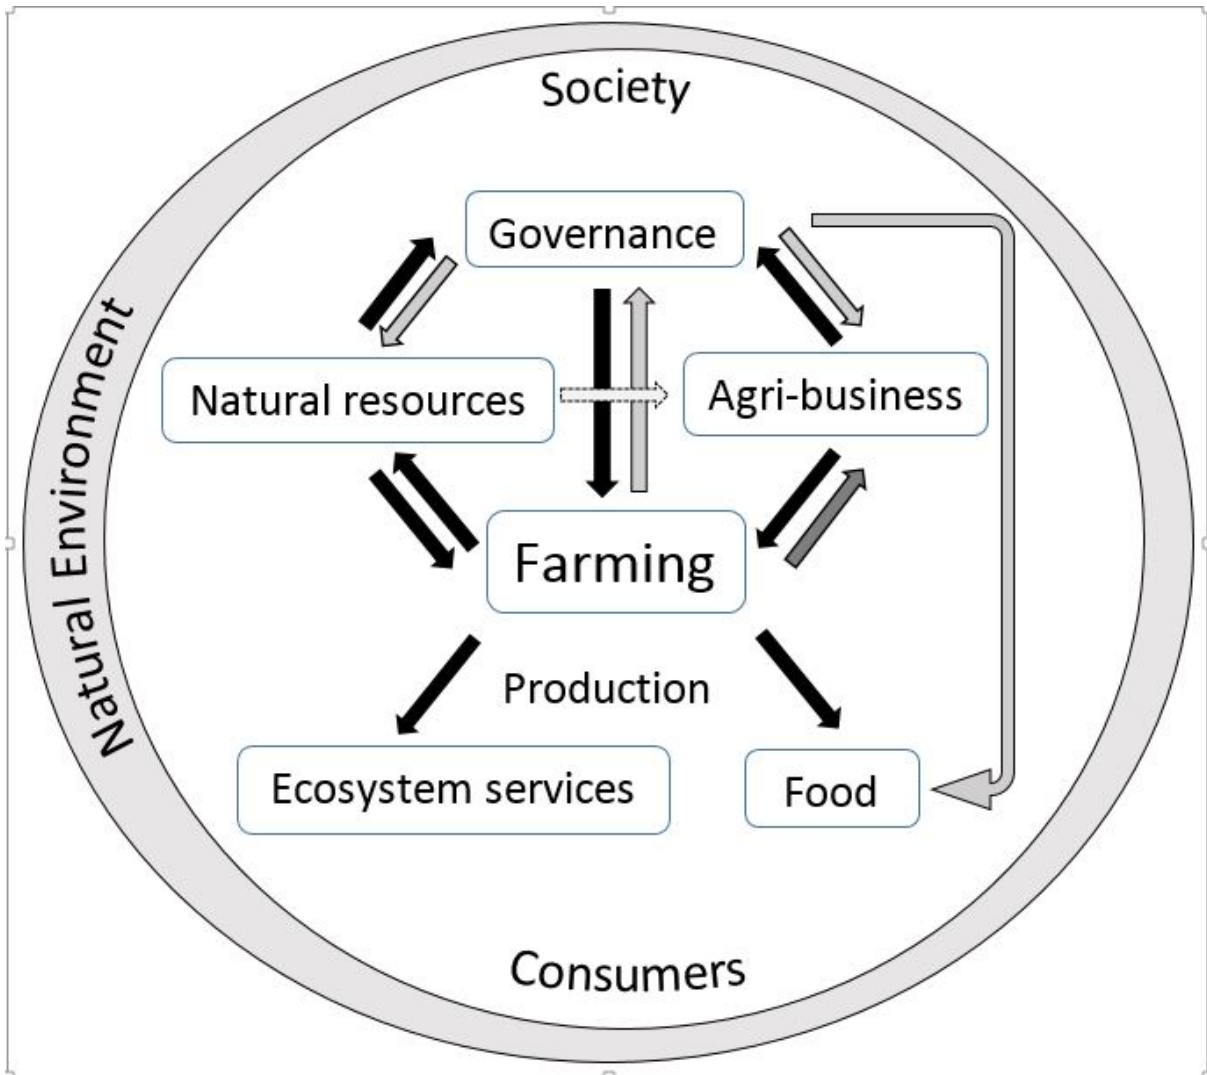 Society
Governance
Natural Environment
Natural resources
Agri-business
Farming
Production
Ecosystem services
Food
Consumers